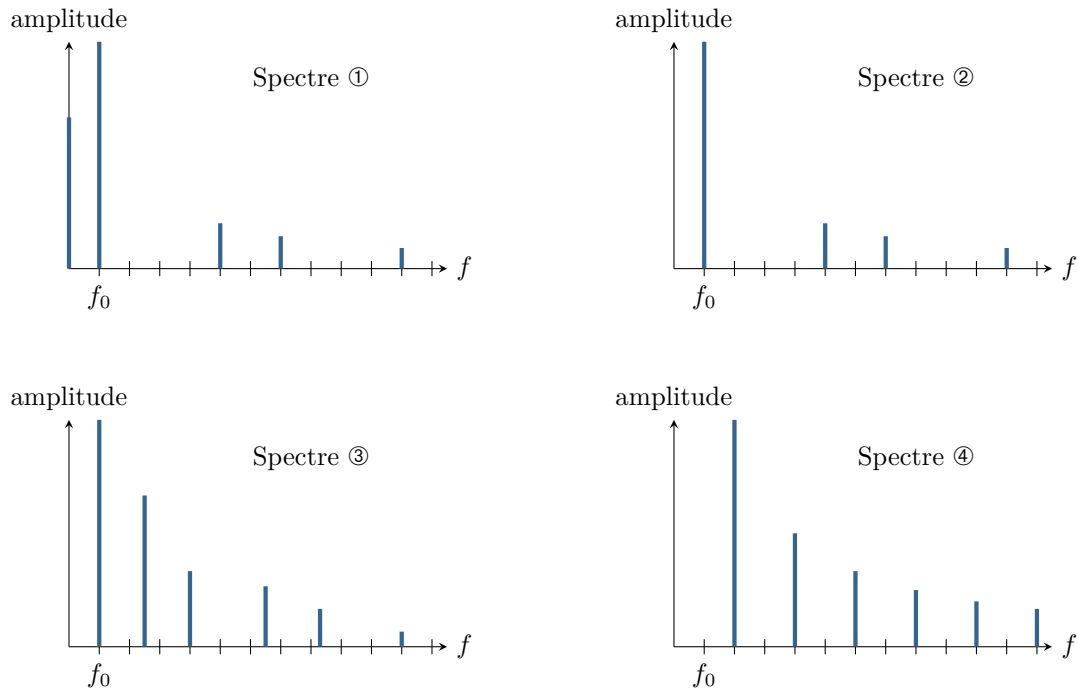 amplitude
Spectre ①
f
f₀
amplitude
Spectre ②
f
f₀
amplitude
Spectre ③
f
f₀
amplitude
Spectre ④
f
f₀